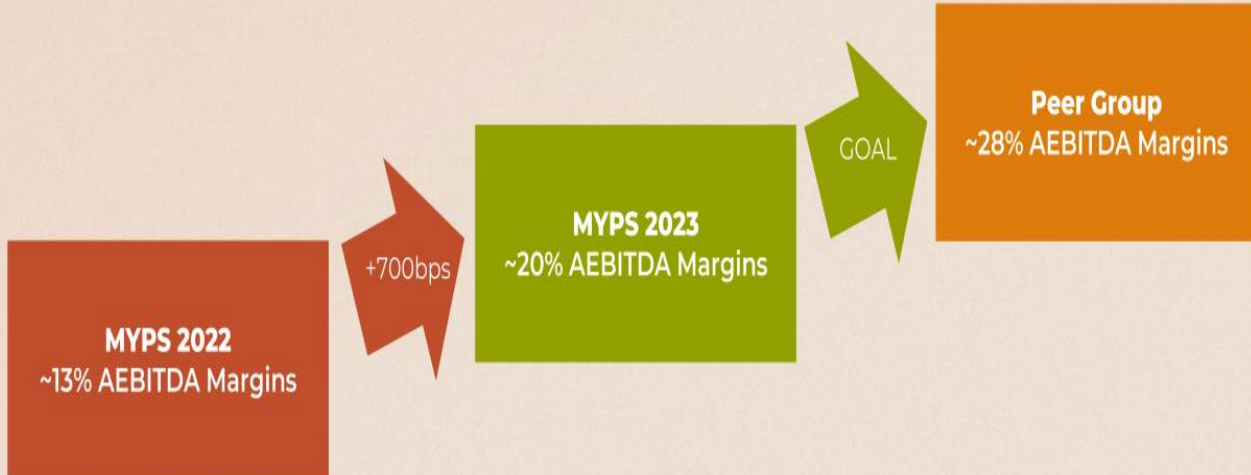 MYPS 2022
~13% AEBITDA Margins
+700bps
MYPS 2023
~20% AEBITDA Margins
GOAL
Peer Group
~28% AEBITDA Margins